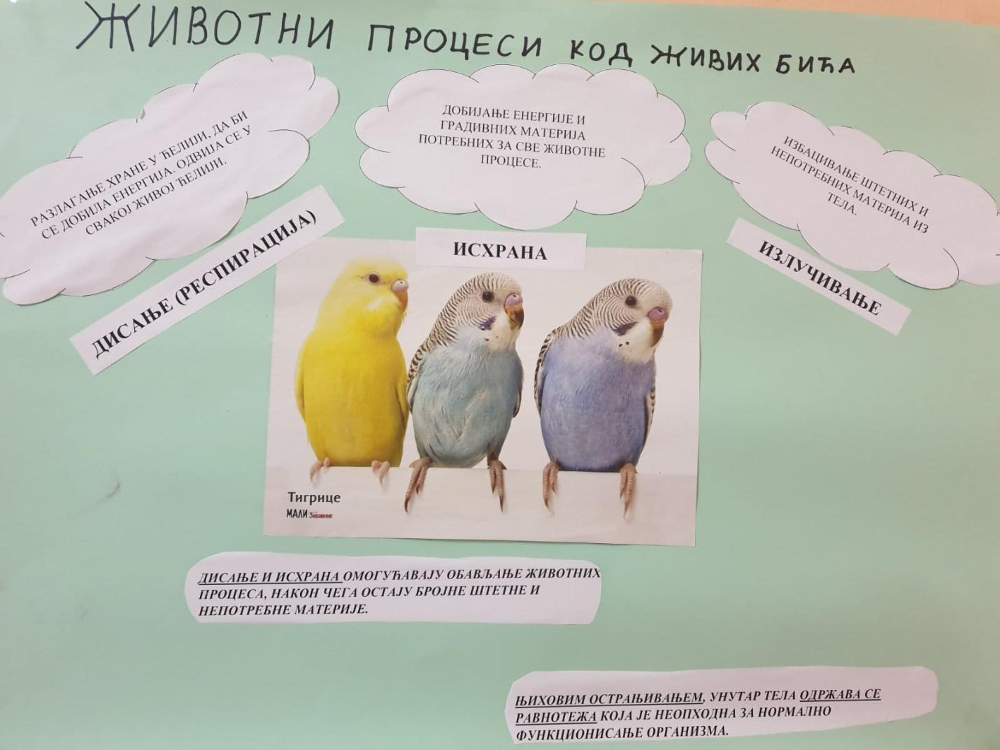 ЖИВОТНИ ПРОЦЕСИ КОД ЖИВИХ БИЋА
РАЗЛАГАЊЕ ХРАНЕ У ЋЕЛИЈИ, ДА БИ
СЕ ДОБИЛА ЕНЕРГИЈА. ОДВИЈА СЕ У
СВАКОЈ ЖИВОЈ ЋЕЛИЈИ.
ДИСАЊЕ (РЕСПИРАЦИЈА)
ДОБИЈАЊЕ ЕНЕРГИЈЕ И
ГРАДИВНИХ МАТЕРИЈА
ПОТРЕБНИХ ЗА СВЕ ЖИВОТНЕ
ПРОЦЕСЕ.
ИСХРАНА
ИЗБАЦИВАЊЕ ШТЕТНИХ И
НЕПОТРЕБНИХ МАТЕРИЈА ИЗ
ТЕЛА.
ИЗЛУЧИВАЊЕ
Тигрице
МАЛИ Забавник
ДИСАЊЕ И ИСХРАНА ОМОГУЋАВАЈУ ОБАВЉАЊЕ ЖИВОТНИХ
ПРОЦЕСА, НАКОН ЧЕГА ОСТАЈУ БРОЈНЕ ШТЕТНЕ И
НЕПОТРЕБНЕ МАТЕРИЈЕ.
ЊИХОВИМ ОСТРАЊИВАЊЕМ, УНУТАР ТЕЛА ОДРЖАВА СЕ
РАВНОТЕЖА КОЈА ЈЕ НЕОПХОДНА ЗА НОРМАЛНО
ФУНКЦИОНИСАЊЕ ОРГАНИЗМА.